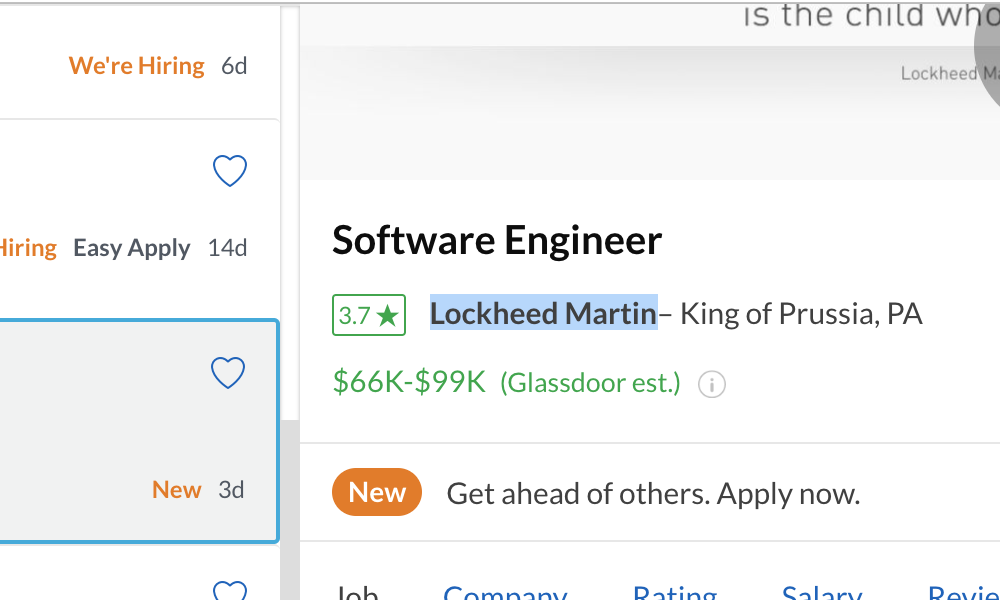 is the child who
We're Hiring 6d
Lockheed Ma
Hiring Easy Apply 14d
Software Engineer
3.7 ★ Lockheed Martin– King of Prussia, PA
$66K-$99K (Glassdoor est.)
New 3d
New Get ahead of others. Apply now.
Job Company Rating Salary Revie